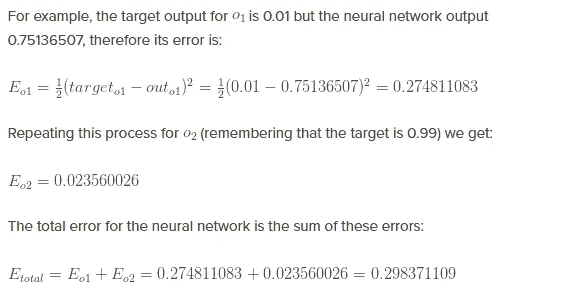 For example, the target output for o₁ is 0.01 but the neural network output
0.75136507, therefore its error is:
E_{o1} = \frac{1}{2}(target_{o1} - out_{o1})^2 = \frac{1}{2}(0.01 - 0.75136507)^2 = 0.274811083
Repeating this process for o₂ (remembering that the target is 0.99) we get:
E_{o2} = 0.023560026
The total error for the neural network is the sum of these errors:
E_{total} = E_{o1} + E_{o2} = 0.274811083 + 0.023560026 = 0.298371109